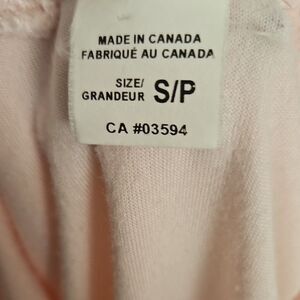 MADE IN CANADA
FABRIQUÉ AU CANADA
SIZE/
GRANDEUR S/P
CA #03594